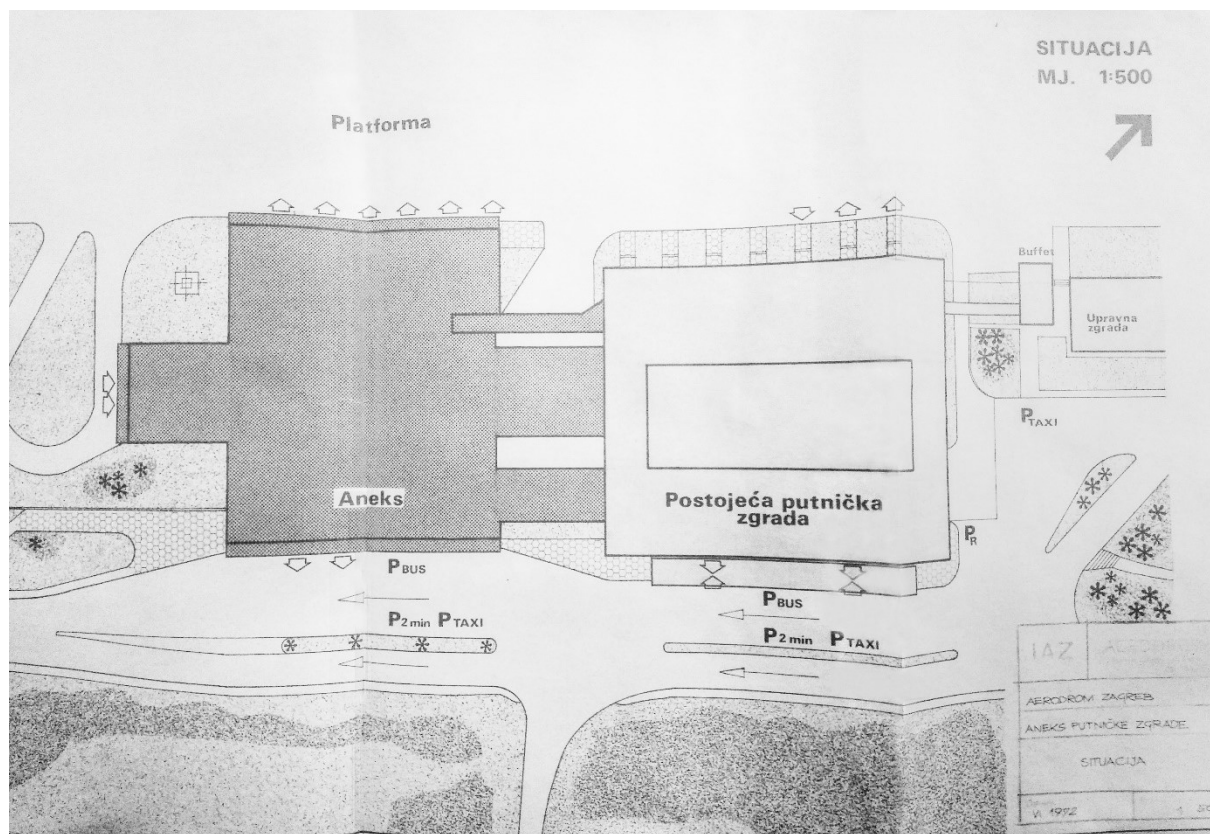 SITUACIJA
MJ. 1:500
Platforma
Buffet
Upravna
zgrada
PTAXI
Aneks
Postojeća putnička
zgrada
PR
PBUS
PBUS
P2min PTAXI
P2min PTAXI
IAZ
AERODROM ZAGREB
ANEKS PUTNIČKE ZGRADE
SITUACIJA
VI 1972